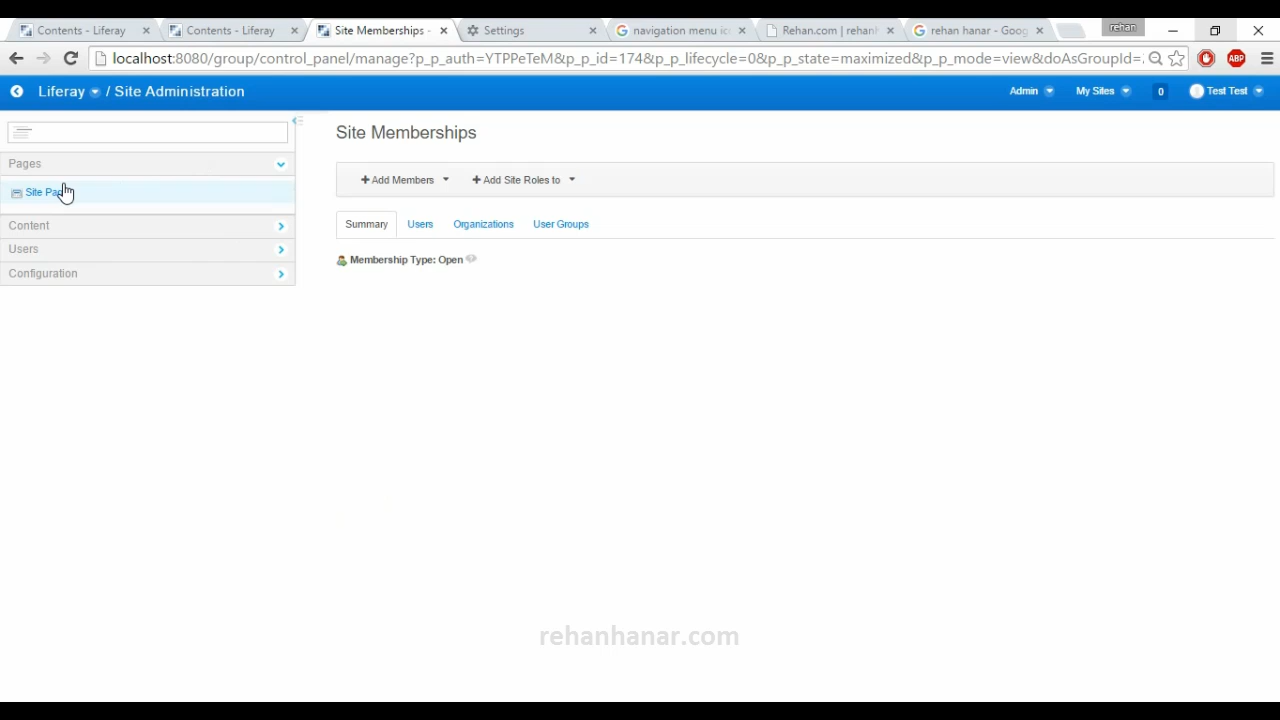 Contents - Liferay
Contents - Liferay
Site Memberships -
Settings
navigation menu ic
Rehan.com | rehanh
rehan hanar - Goog
rehan
localhost:8080/group/control_panel/manage?p_p_auth=YTPPeTeM&p_p_id=174&p_p_lifecycle=0&p_p_state=maximized&p_p_mode=view&doAsGroupId=
ABP
Liferay / Site Administration
Admin
My Sites
0
Test Test
Pages
Site Pa
Content
Users
Configuration
Site Memberships
+Add Members
+Add Site Roles to
Summary
Users
Organizations
User Groups
Membership Type: Open
rehanhanar.com